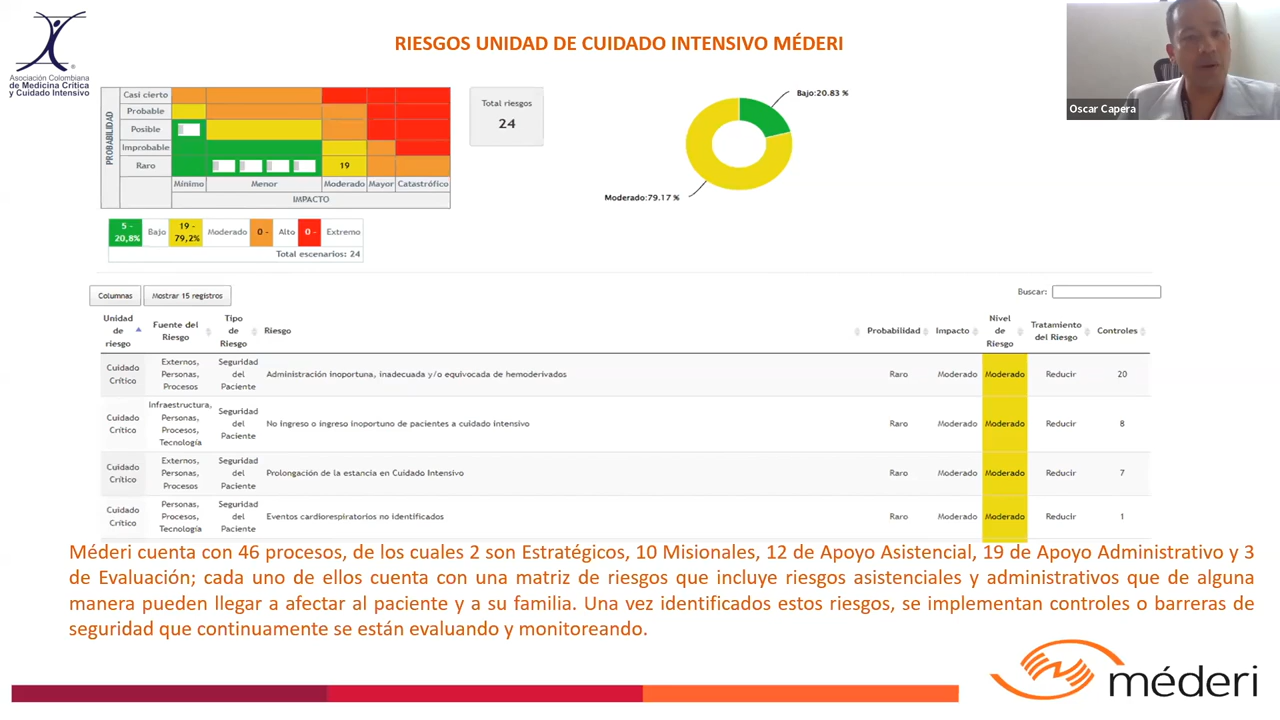 Asociación Colombiana
de Medicina Crítica
y Cuidado Intensivo
RIESGOS UNIDAD DE CUIDADO INTENSIVO MÉDERI
Oscar Capera
PROBABILIDAD
Casi cierto
Probable
Posible
Improbable
Raro
19
Mínimo Menor Moderado Mayor Catastrófico
IMPACTO
5 - 20,8% Bajo 19 - 79,2% Moderado 0 - Alto 0 - Extremo
Total escenarios: 24
Total riesgos
24
Bajo:20.83 %
Moderado:79.17 %
Columnas Mostrar 15 registros Buscar:
Unidad de riesgo Fuente del Riesgo Tipo de Riesgo Riesgo Probabilidad Impacto Nivel de Riesgo Tratamiento del Riesgo Controles
Cuidado Crítico Externos, Personas, Procesos Seguridad del Paciente Administración inoportuna, inadecuada y/o equivocada de hemoderivados Raro Moderado Moderado Reducir 20
Cuidado Crítico Infraestructura, Personas, Procesos, Tecnología Seguridad del Paciente No ingreso o ingreso inoportuno de pacientes a cuidado intensivo Raro Moderado Moderado Reducir 8
Cuidado Crítico Externos, Personas, Procesos Seguridad del Paciente Prolongación de la estancia en Cuidado Intensivo Raro Moderado Moderado Reducir 7
Cuidado Crítico Personas, Procesos, Tecnología Seguridad del Paciente Eventos cardiorespiratorios no identificados Raro Moderado Moderado Reducir 1
Méderi cuenta con 46 procesos, de los cuales 2 son Estratégicos, 10 Misionales, 12 de Apoyo Asistencial, 19 de Apoyo Administrativo y 3
de Evaluación; cada uno de ellos cuenta con una matriz de riesgos que incluye riesgos asistenciales y administrativos que de alguna
manera pueden llegar a afectar al paciente y a su familia. Una vez identificados estos riesgos, se implementan controles o barreras de
seguridad que continuamente se están evaluando y monitoreando.
méderi